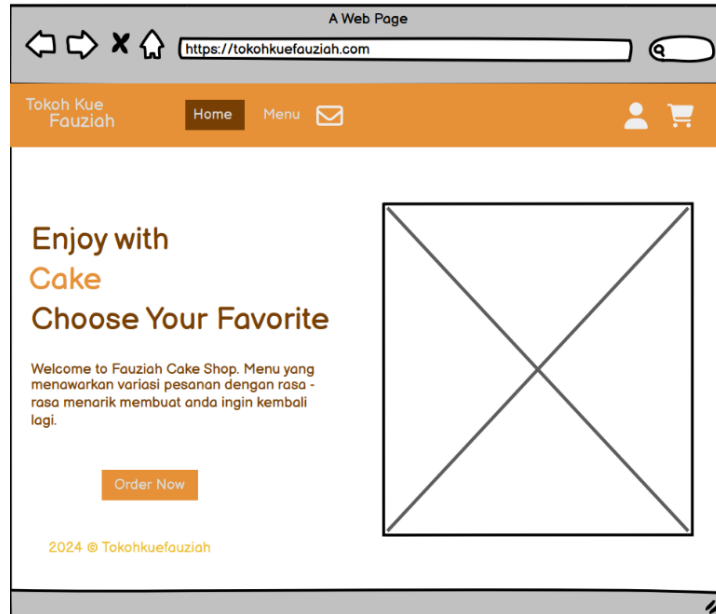 A Web Page
https://tokohkuefauziah.com
Tokoh Kue
Fauziah
Home
Menu
Enjoy with
Cake
Choose Your Favorite
Welcome to Fauziah Cake Shop. Menu yang
menawarkan variasi pesanan dengan rasa -
rasa menarik membuat anda ingin kembali
lagi.
Order Now
2024 © Tokohkuefauziah